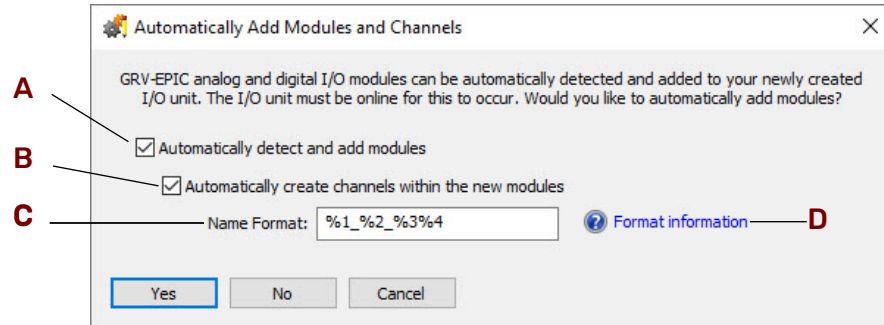 Automatically Add Modules and Channels
GRV-EPIC analog and digital I/O modules can be automatically detected and added to your newly created
I/O unit. The I/O unit must be online for this to occur. Would you like to automatically add modules?
A
Automatically detect and add modules
B
Automatically create channels within the new modules
C
Name Format: %1_%2_%3%4
Format information
D
Yes No Cancel